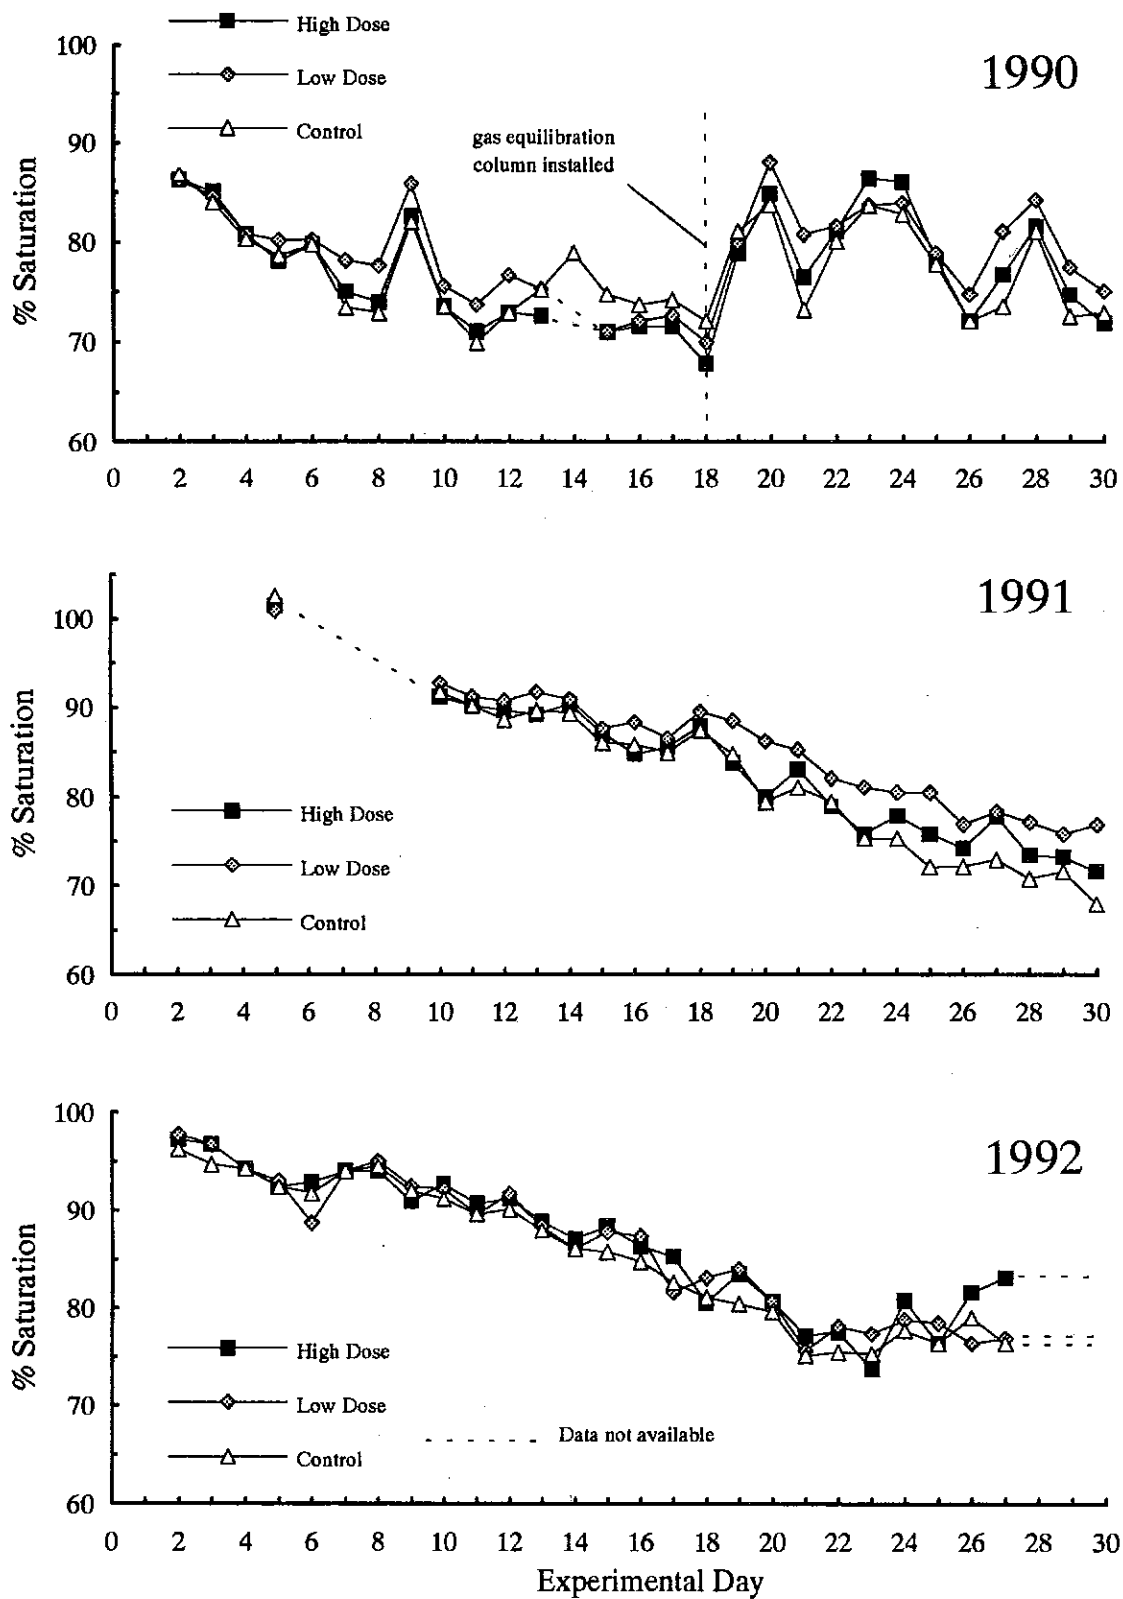 High Dose
100
1990
Low Dose
Control
gas equilibration
column installed
90
% Saturation
80
70
60
0 2 4 6 8 10 12 14 16 18 20 22 24 26 28 30
1991
100
% Saturation
90
80
High Dose
Low Dose
70
Control
60
0 2 4 6 8 10 12 14 16 18 20 22 24 26 28 30
100
1992
90
% Saturation
80
High Dose
Low Dose
70
Data not available
Control
60
0 2 4 6 8 10 12 14 16 18 20 22 24 26 28 30
Experimental Day